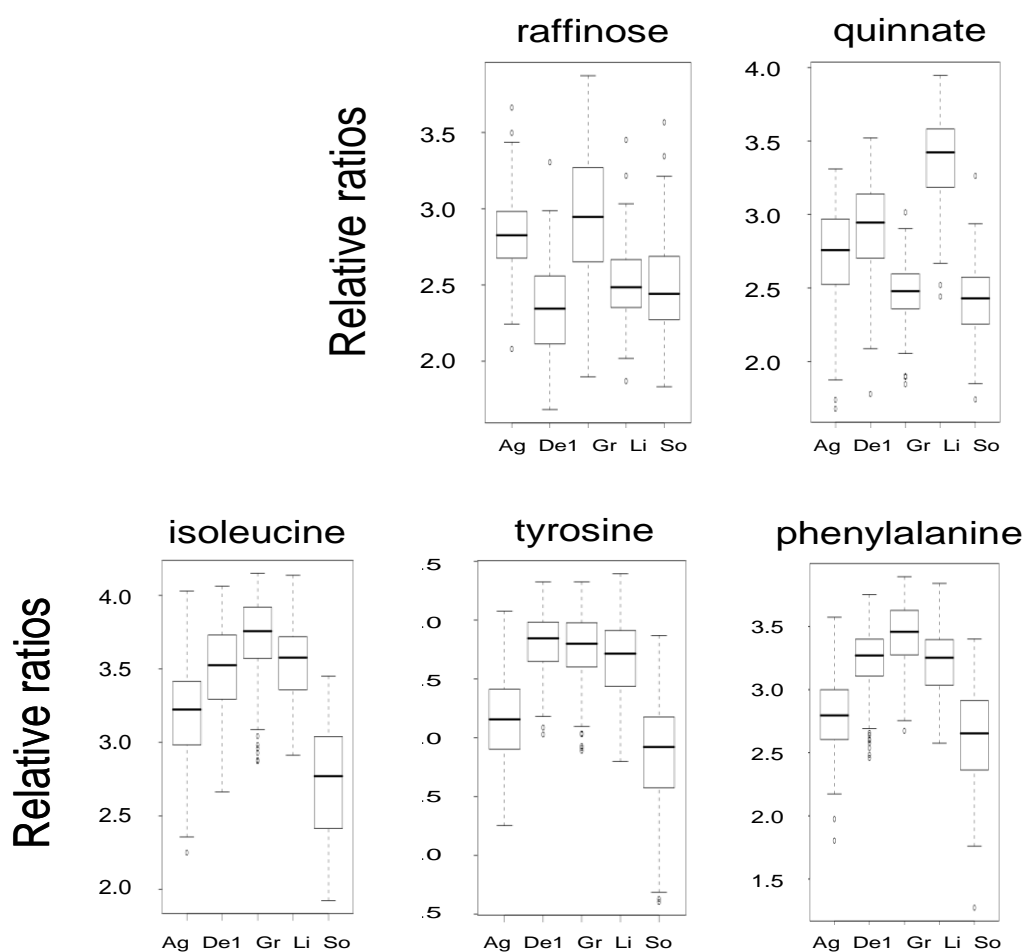 raffinose
quinnate
Relative ratios
3.5
3.0
2.5
2.0
4.0
3.5
3.0
2.5
2.0
Ag De1 Gr Li So
Ag De1 Gr Li So
isoleucine
tyrosine
phenylalanine
Relative ratios
4.0
3.5
3.0
2.5
2.0
.5
.0
.5
.0
.5
.0
.5
3.5
3.0
2.5
2.0
1.5
Ag De1 Gr Li So
Ag De1 Gr Li So
Ag De1 Gr Li So